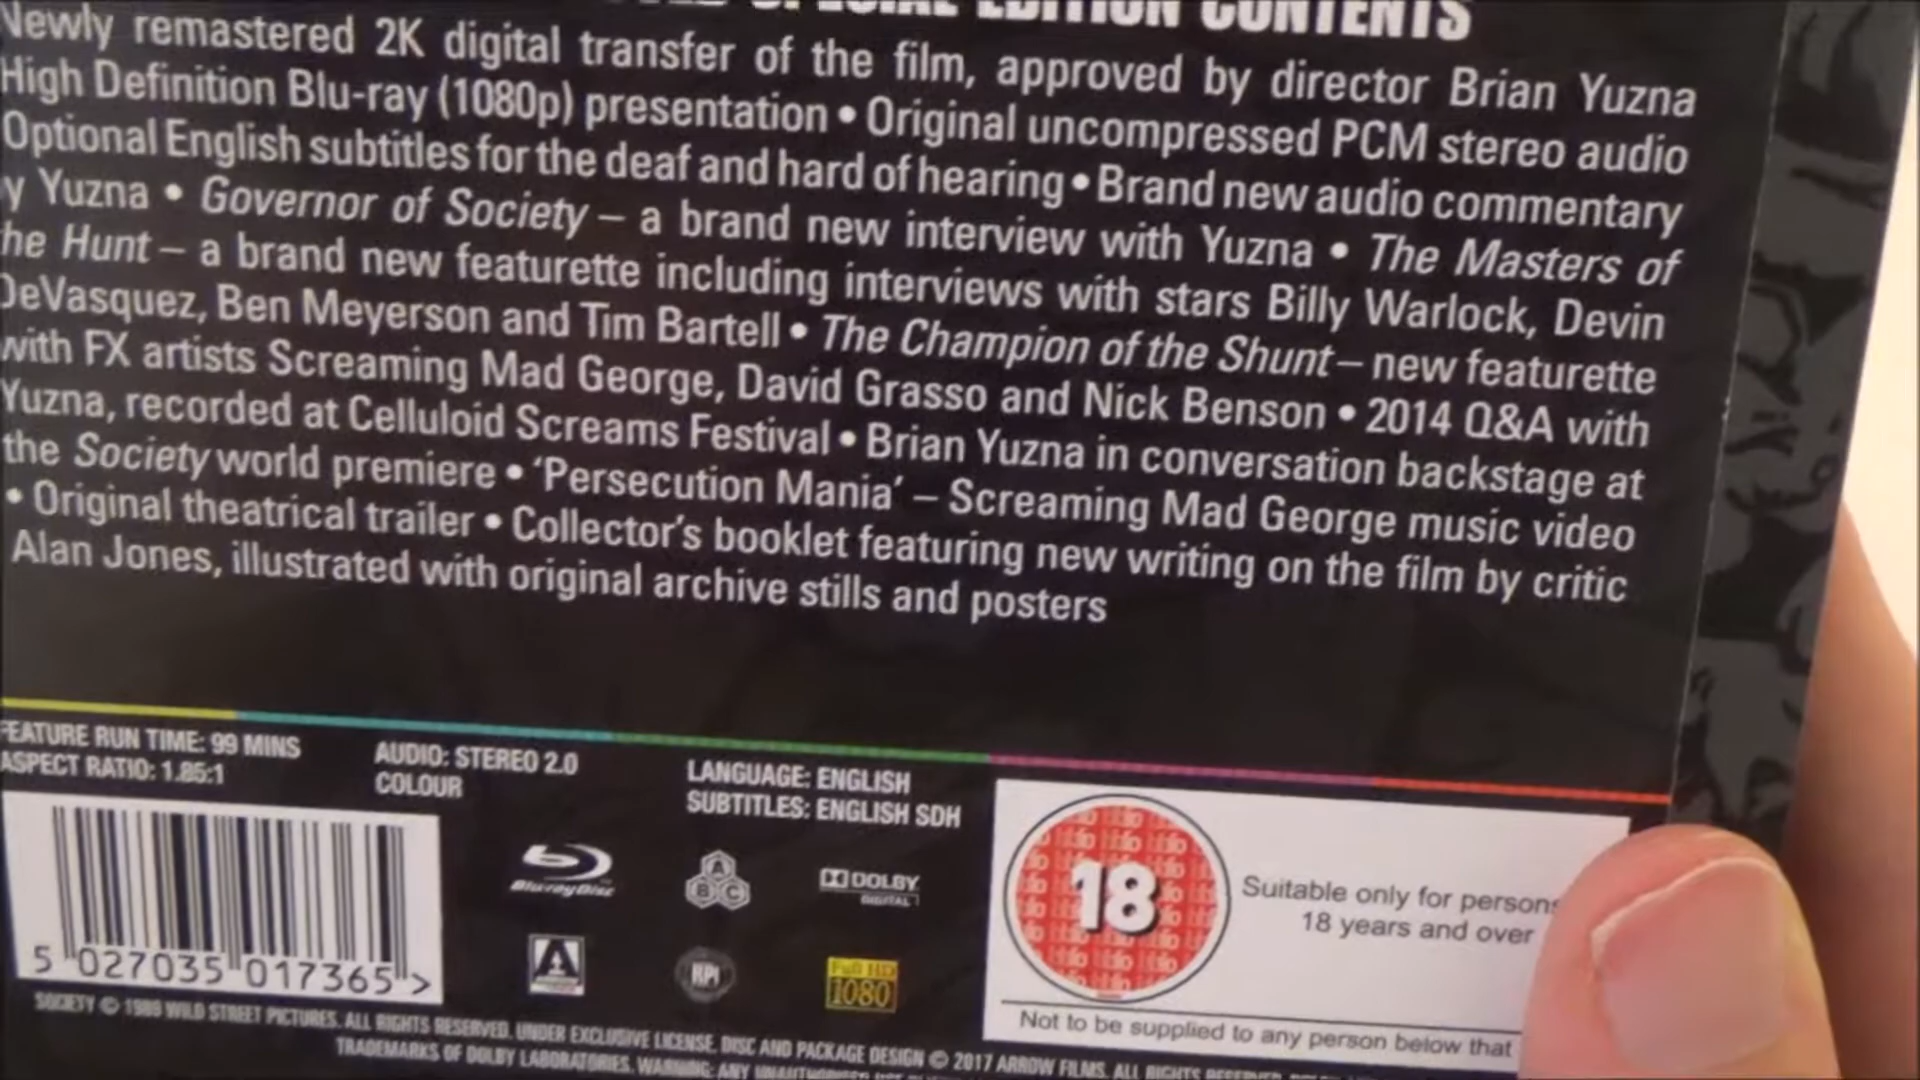 SPECIAL EDITION CONTENTS
Newly remastered 2K digital transfer of the film, approved by director Brian Yuzna
High Definition Blu-ray (1080p) presentation • Original uncompressed PCM stereo audio
Optional English subtitles for the deaf and hard of hearing • Brand new audio commentary
y Yuzna • Governor of Society – a brand new interview with Yuzna • The Masters of
he Hunt – a brand new featurette including interviews with stars Billy Warlock, Devin
DeVasquez, Ben Meyerson and Tim Bartell • The Champion of the Shunt – new featurette
with FX artists Screaming Mad George, David Grasso and Nick Benson • 2014 Q&A with
Yuzna, recorded at Celluloid Screams Festival • Brian Yuzna in conversation backstage at
the Society world premiere • ‘Persecution Mania’ – Screaming Mad George music video
• Original theatrical trailer • Collector’s booklet featuring new writing on the film by critic
Alan Jones, illustrated with original archive stills and posters
FEATURE RUN TIME: 99 MINS
ASPECT RATIO: 1.85:1
AUDIO: STEREO 2.0
COLOUR
LANGUAGE: ENGLISH
SUBTITLES: ENGLISH SDH
Blu-ray Disc
A B C
DOLBY
DIGITAL
A
RPI
Full HD
1080
5 027035 017365 >
18
Suitable only for persons
18 years and over
Not to be supplied to any person below that
SOCIETY © 1989 WILD STREET PICTURES. ALL RIGHTS RESERVED. UNDER EXCLUSIVE LICENSE. DISC AND PACKAGE DESIGN © 2017 ARROW FILMS. ALL RIGHTS RESERVED.
TRADEMARKS OF DOLBY LABORATORIES. WARNING: ANY UNAUTHORISED